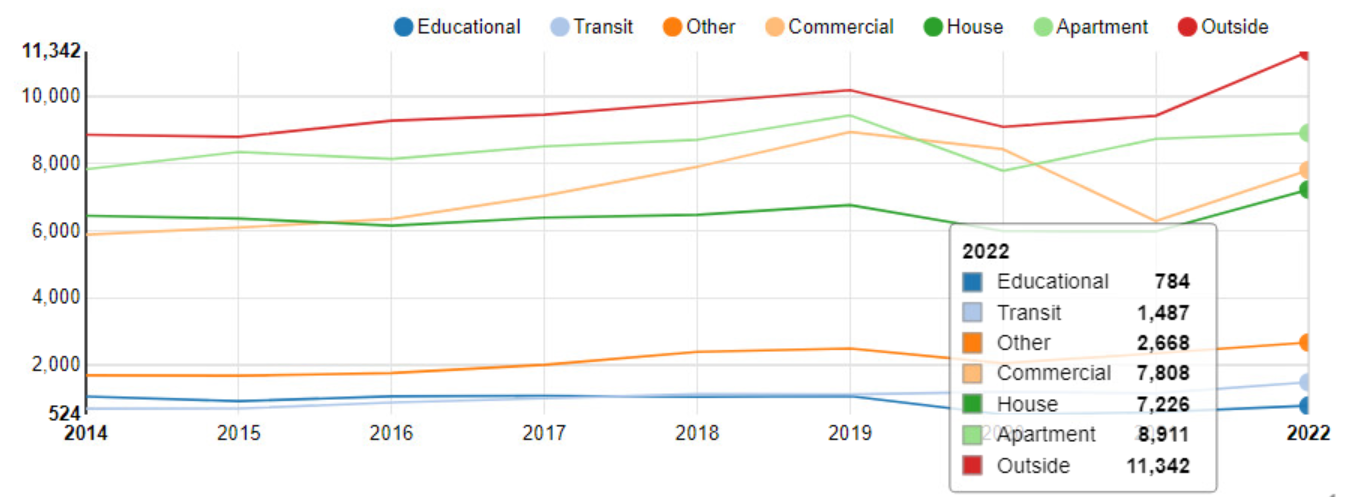 Educational Transit Other Commercial House Apartment Outside
11,342
10,000
8,000
6,000
4,000
2,000
524
2014 2015 2016 2017 2018 2019 2022
2022
Educational 784
Transit 1,487
Other 2,668
Commercial 7,808
House 7,226
Apartment 8,911
Outside 11,342